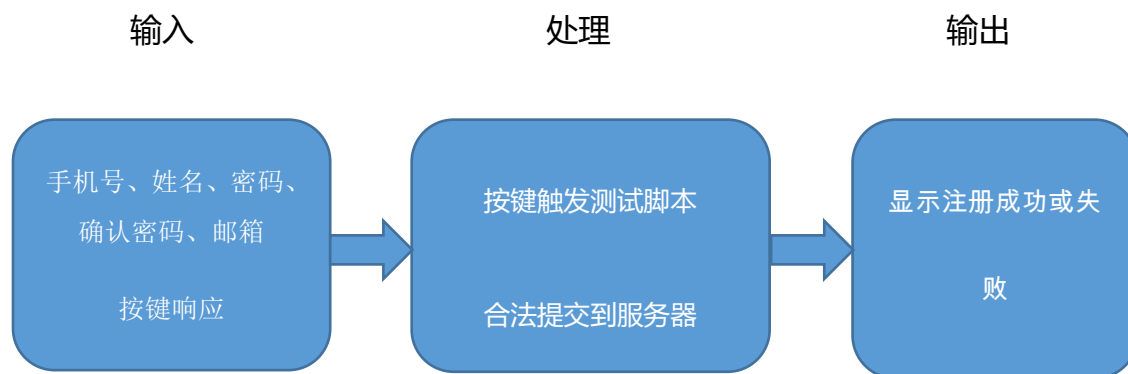 输入
处理
输出
手机号、姓名、密码、
确认密码、邮箱
按键响应
按键触发测试脚本
合法提交到服务器
显示注册成功或失
败